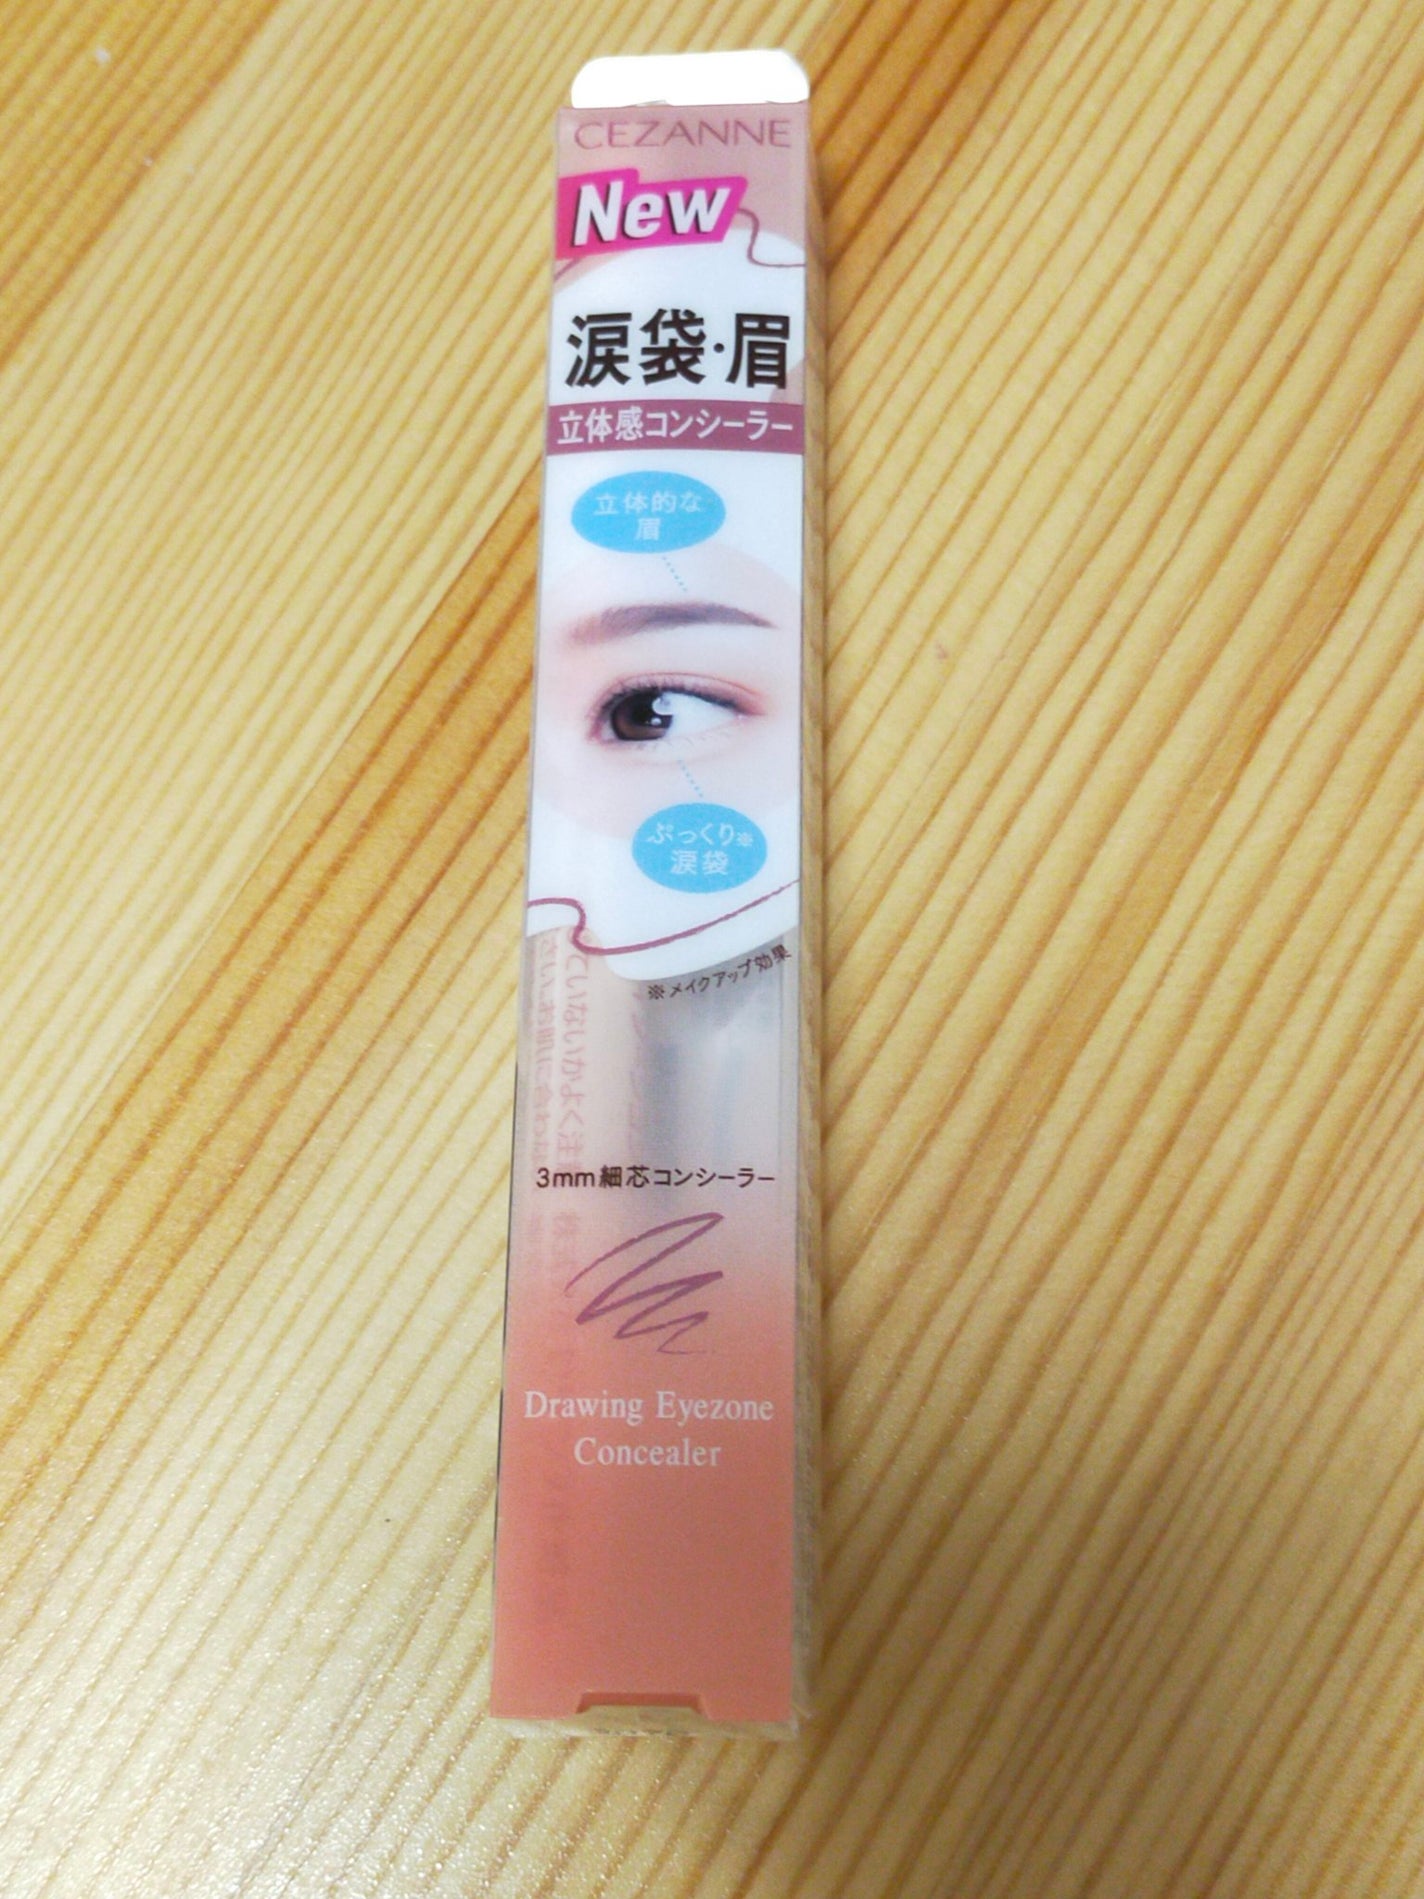 CEZANNE
New
涙袋・眉
立体感コンシーラー
立体的な
眉
ぷっくり※
涙袋
※メイクアップ効果
3mm細芯コンシーラー
Drawing Eyezone
Concealer